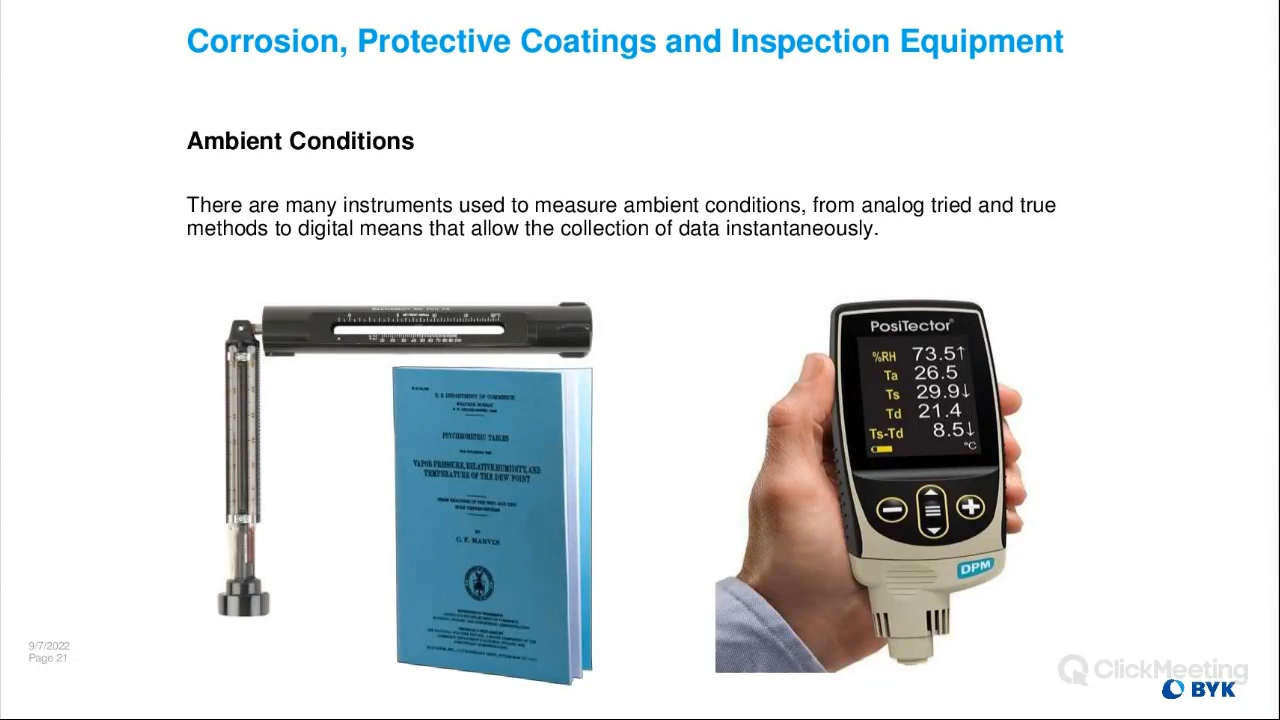 Corrosion, Protective Coatings and Inspection Equipment
Ambient Conditions
There are many instruments used to measure ambient conditions, from analog tried and true
methods to digital means that allow the collection of data instantaneously.
U. S. DEPARTMENT OF COMMERCE
WEATHER BUREAU
PSYCHROMETRIC TABLES
VAPOR PRESSURE, RELATIVE HUMIDITY, AND
TEMPERATURE OF THE DEW POINT
BY
C. F. MARVIN
PosiTector®
%RH 73.5↑
Ta 26.5
Ts 29.9↓
Td 21.4
Ts-Td 8.5↓
°C
DPM
9/7/2022
Page 21
ClickMeeting
BYK